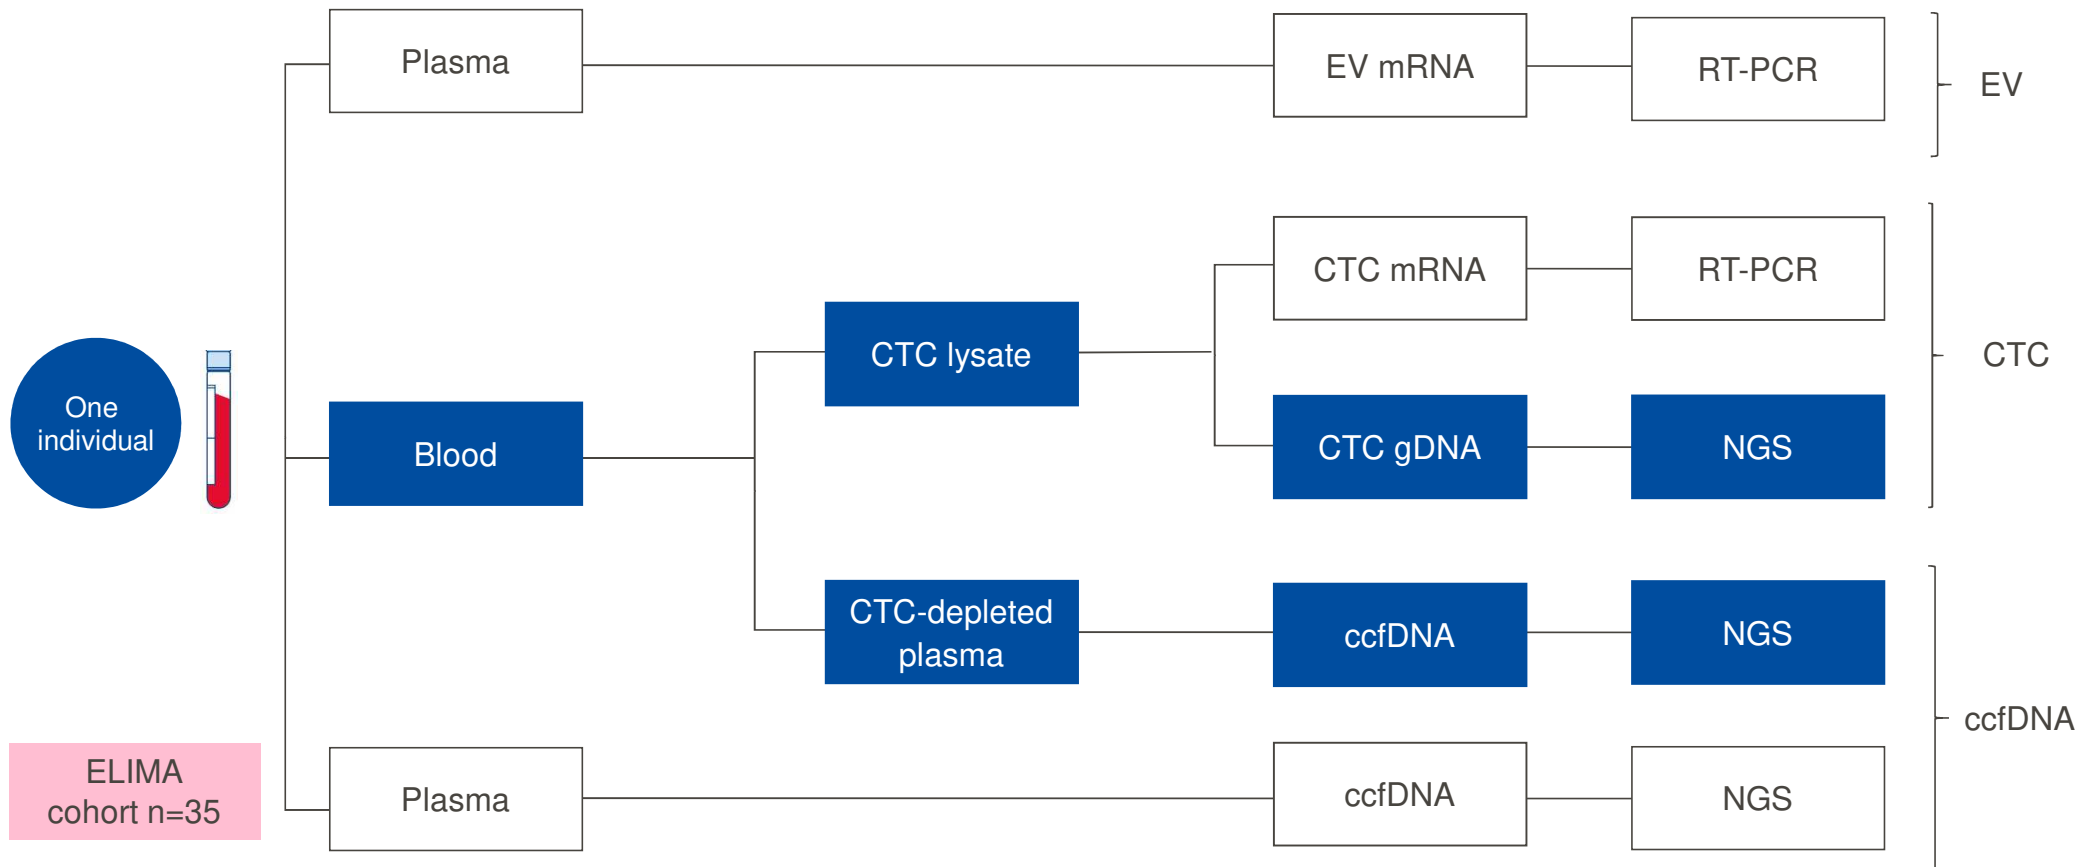 Plasma
EV mRNA
RT-PCR
EV
CTC mRNA
RT-PCR
CTC lysate
CTC
One
individual
Blood
CTC gDNA
NGS
CTC-depleted
plasma
ccfDNA
NGS
ccfDNA
ELIMA
cohort n=35
Plasma
ccfDNA
NGS